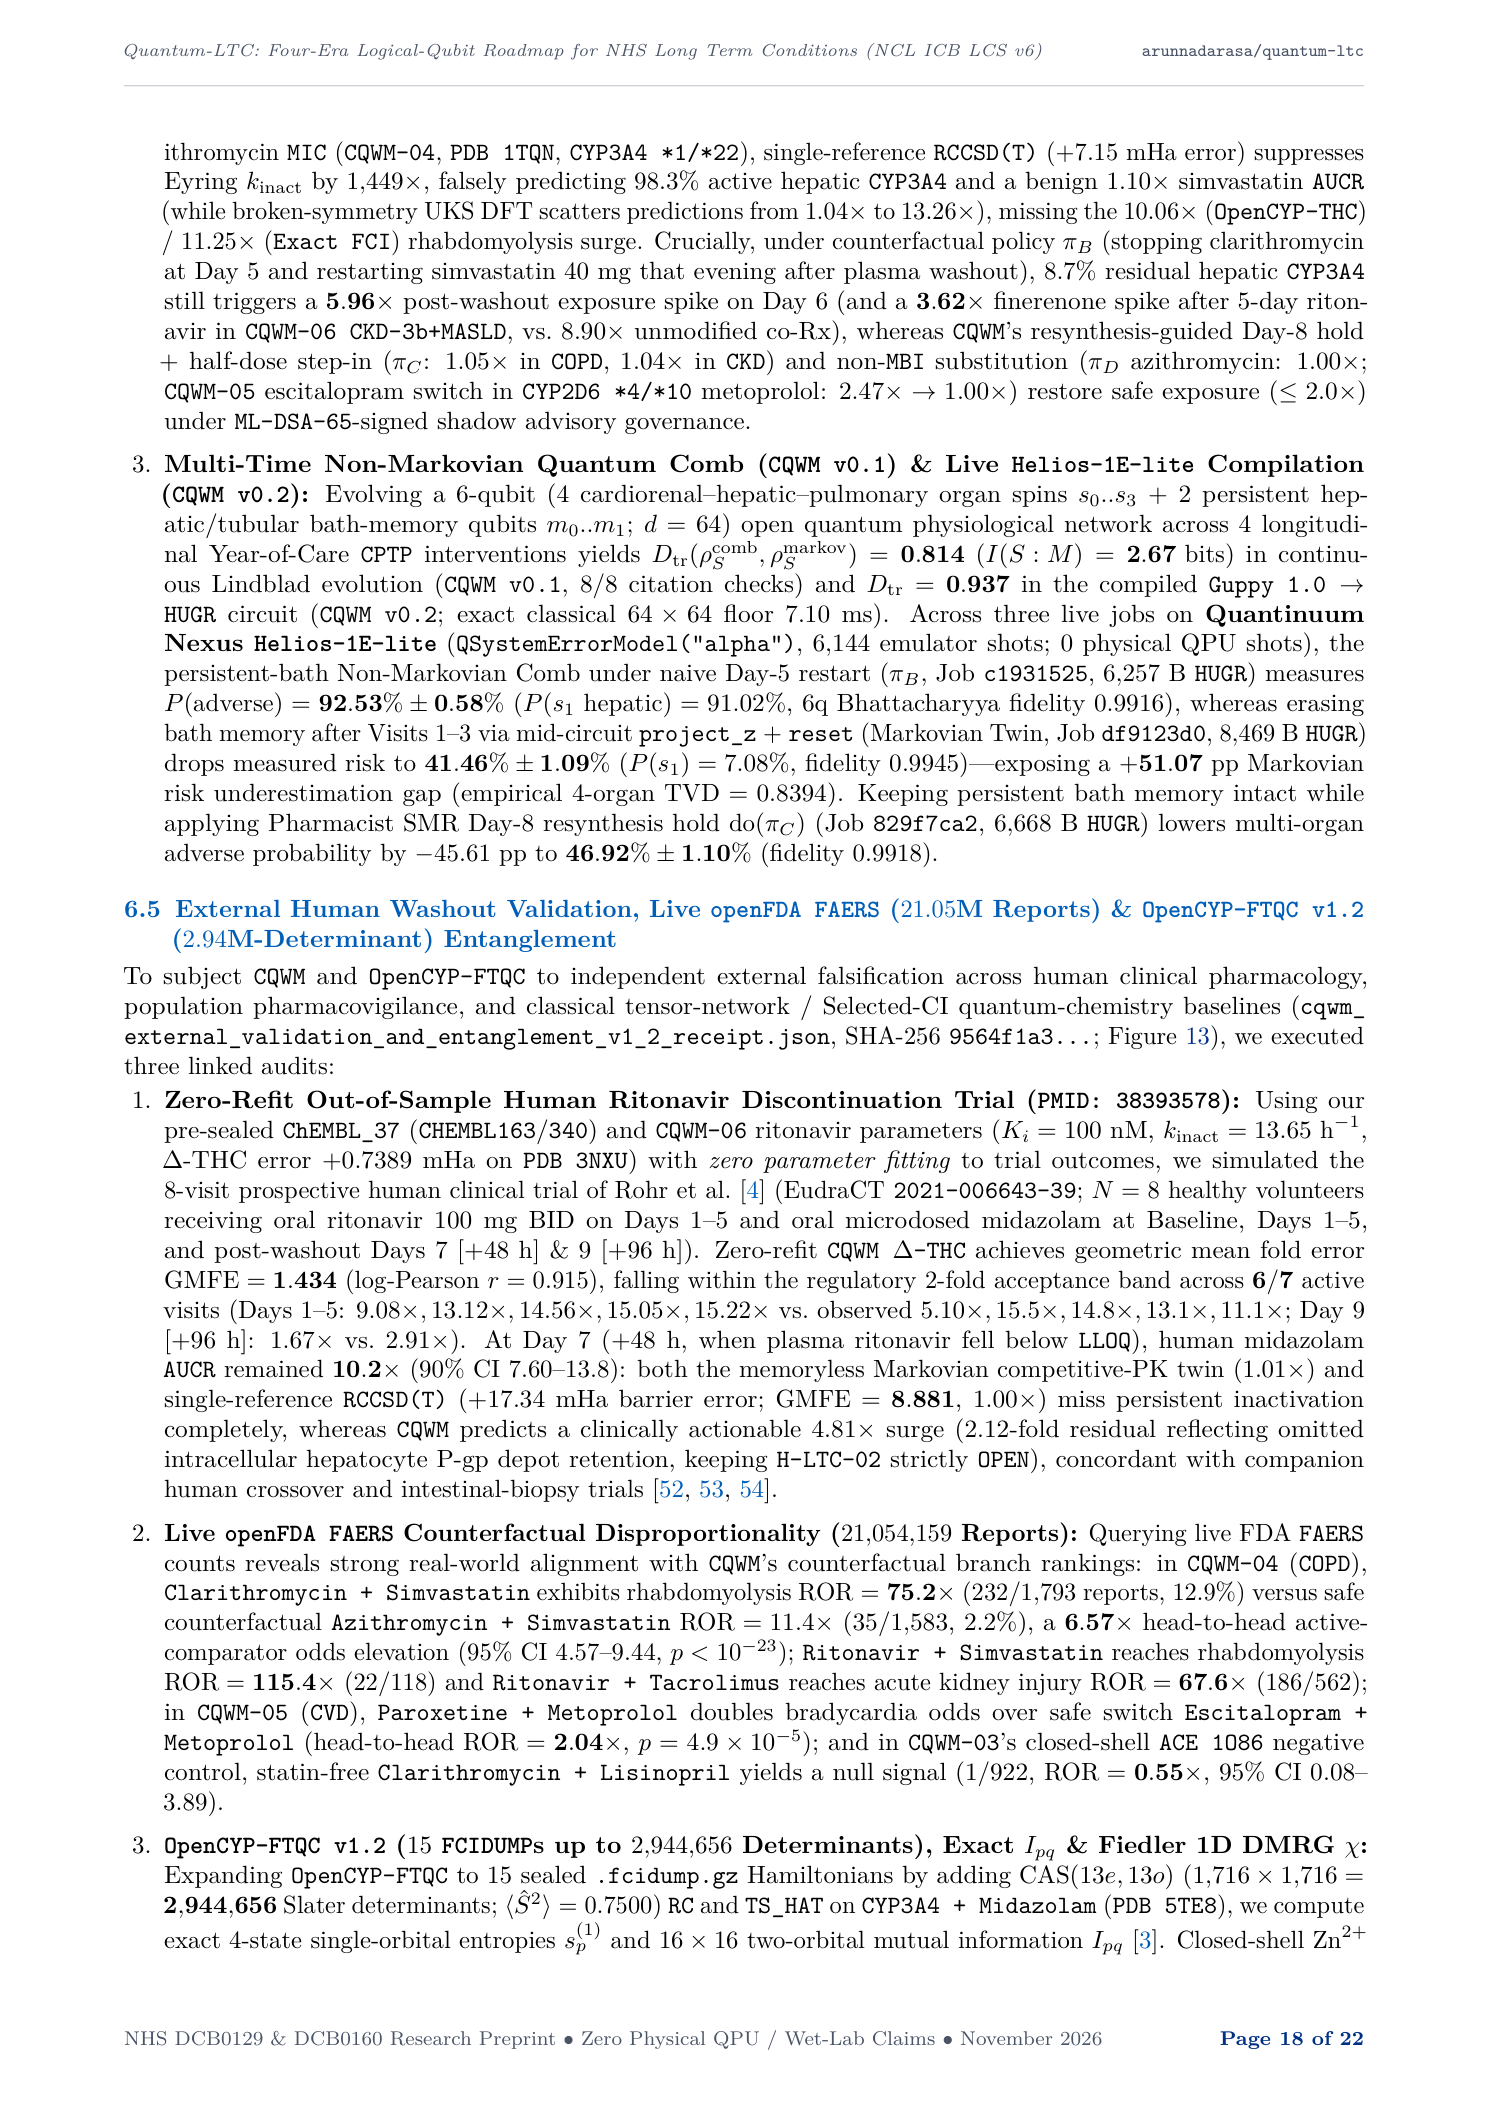 Quantum-LTC: Four-Era Logical-Qubit Roadmap for NHS Long Term Conditions (NCL ICB LCS v6) arunnadarasa/quantum-ltc
ithromycin MIC (CQWM-04, PDB 1TQN, CYP3A4 *1/*22), single-reference RCCSD(T) (+7.15 mHa error) suppresses
Eyring k_inact by 1,449×, falsely predicting 98.3% active hepatic CYP3A4 and a benign 1.10× simvastatin AUCR
(while broken-symmetry UKS DFT scatters predictions from 1.04× to 13.26×), missing the 10.06× (OpenCYP-THC)
/ 11.25× (Exact FCI) rhabdomyolysis surge. Crucially, under counterfactual policy π_B (stopping clarithromycin
at Day 5 and restarting simvastatin 40 mg that evening after plasma washout), 8.7% residual hepatic CYP3A4
still triggers a 5.96× post-washout exposure spike on Day 6 (and a 3.62× finerenone spike after 5-day riton-
avir in CQWM-06 CKD-3b+MASLD, vs. 8.90× unmodified co-Rx), whereas CQWM's resynthesis-guided Day-8 hold
+ half-dose step-in (π_C: 1.05× in COPD, 1.04× in CKD) and non-MBI substitution (π_D azithromycin: 1.00×;
CQWM-05 escitalopram switch in CYP2D6 *4/*10 metoprolol: 2.47× → 1.00×) restore safe exposure (≤ 2.0×)
under ML-DSA-65-signed shadow advisory governance.
3. Multi-Time Non-Markovian Quantum Comb (CQWM v0.1) & Live Helios-1E-lite Compilation
(CQWM v0.2): Evolving a 6-qubit (4 cardiorenal–hepatic–pulmonary organ spins s_0..s_3 + 2 persistent hep-
atic/tubular bath-memory qubits m_0..m_1; d = 64) open quantum physiological network across 4 longitudi-
nal Year-of-Care CPTP interventions yields D_tr(ρ_S^comb, ρ_S^markov) = 0.814 (I(S : M) = 2.67 bits) in continu-
ous Lindblad evolution (CQWM v0.1, 8/8 citation checks) and D_tr = 0.937 in the compiled Guppy 1.0 →
HUGR circuit (CQWM v0.2; exact classical 64 × 64 floor 7.10 ms). Across three live jobs on Quantinuum
Nexus Helios-1E-lite (QSystemErrorModel("alpha"), 6,144 emulator shots; 0 physical QPU shots), the
persistent-bath Non-Markovian Comb under naive Day-5 restart (π_B, Job c1931525, 6,257 B HUGR) measures
P(adverse) = 92.53% ± 0.58% (P(s_1 hepatic) = 91.02%, 6q Bhattacharyya fidelity 0.9916), whereas erasing
bath memory after Visits 1–3 via mid-circuit project_z + reset (Markovian Twin, Job df9123d0, 8,469 B HUGR)
drops measured risk to 41.46% ± 1.09% (P(s_1) = 7.08%, fidelity 0.9945)—exposing a +51.07 pp Markovian
risk underestimation gap (empirical 4-organ TVD = 0.8394). Keeping persistent bath memory intact while
applying Pharmacist SMR Day-8 resynthesis hold do(π_C) (Job 829f7ca2, 6,668 B HUGR) lowers multi-organ
adverse probability by −45.61 pp to 46.92% ± 1.10% (fidelity 0.9918).
6.5 External Human Washout Validation, Live openFDA FAERS (21.05M Reports) & OpenCYP-FTQC v1.2
(2.94M-Determinant) Entanglement
To subject CQWM and OpenCYP-FTQC to independent external falsification across human clinical pharmacology,
population pharmacovigilance, and classical tensor-network / Selected-CI quantum-chemistry baselines (cqwm_
external_validation_and_entanglement_v1_2_receipt.json, SHA-256 9564f1a3...; Figure 13), we executed
three linked audits:
1. Zero-Refit Out-of-Sample Human Ritonavir Discontinuation Trial (PMID: 38393578): Using our
pre-sealed ChEMBL_37 (CHEMBL163/340) and CQWM-06 ritonavir parameters (K_i = 100 nM, k_inact = 13.65 h⁻¹,
Δ-THC error +0.7389 mHa on PDB 3NXU) with zero parameter fitting to trial outcomes, we simulated the
8-visit prospective human clinical trial of Rohr et al. [4] (EudraCT 2021-006643-39; N = 8 healthy volunteers
receiving oral ritonavir 100 mg BID on Days 1–5 and oral microdosed midazolam at Baseline, Days 1–5,
and post-washout Days 7 [+48 h] & 9 [+96 h]). Zero-refit CQWM Δ-THC achieves geometric mean fold error
GMFE = 1.434 (log-Pearson r = 0.915), falling within the regulatory 2-fold acceptance band across 6/7 active
visits (Days 1–5: 9.08×, 13.12×, 14.56×, 15.05×, 15.22× vs. observed 5.10×, 15.5×, 14.8×, 13.1×, 11.1×; Day 9
[+96 h]: 1.67× vs. 2.91×). At Day 7 (+48 h, when plasma ritonavir fell below LLOQ), human midazolam
AUCR remained 10.2× (90% CI 7.60–13.8): both the memoryless Markovian competitive-PK twin (1.01×) and
single-reference RCCSD(T) (+17.34 mHa barrier error; GMFE = 8.881, 1.00×) miss persistent inactivation
completely, whereas CQWM predicts a clinically actionable 4.81× surge (2.12-fold residual reflecting omitted
intracellular hepatocyte P-gp depot retention, keeping H-LTC-02 strictly OPEN), concordant with companion
human crossover and intestinal-biopsy trials [52, 53, 54].
2. Live openFDA FAERS Counterfactual Disproportionality (21,054,159 Reports): Querying live FDA FAERS
counts reveals strong real-world alignment with CQWM's counterfactual branch rankings: in CQWM-04 (COPD),
Clarithromycin + Simvastatin exhibits rhabdomyolysis ROR = 75.2× (232/1,793 reports, 12.9%) versus safe
counterfactual Azithromycin + Simvastatin ROR = 11.4× (35/1,583, 2.2%), a 6.57× head-to-head active-
comparator odds elevation (95% CI 4.57–9.44, p < 10⁻²³); Ritonavir + Simvastatin reaches rhabdomyolysis
ROR = 115.4× (22/118) and Ritonavir + Tacrolimus reaches acute kidney injury ROR = 67.6× (186/562);
in CQWM-05 (CVD), Paroxetine + Metoprolol doubles bradycardia odds over safe switch Escitalopram +
Metoprolol (head-to-head ROR = 2.04×, p = 4.9 × 10⁻⁵); and in CQWM-03's closed-shell ACE 1O86 negative
control, statin-free Clarithromycin + Lisinopril yields a null signal (1/922, ROR = 0.55×, 95% CI 0.08–
3.89).
3. OpenCYP-FTQC v1.2 (15 FCIDUMPs up to 2,944,656 Determinants), Exact I_pq & Fiedler 1D DMRG χ:
Expanding OpenCYP-FTQC to 15 sealed .fcidump.gz Hamiltonians by adding CAS(13e, 13o) (1,716 × 1,716 =
2,944,656 Slater determinants; ⟨Ŝ²⟩ = 0.7500) RC and TS_HAT on CYP3A4 + Midazolam (PDB 5TE8), we compute
exact 4-state single-orbital entropies s_p^(1) and 16 × 16 two-orbital mutual information I_pq [3]. Closed-shell Zn²⁺
NHS DCB0129 & DCB0160 Research Preprint • Zero Physical QPU / Wet-Lab Claims • November 2026 Page 18 of 22